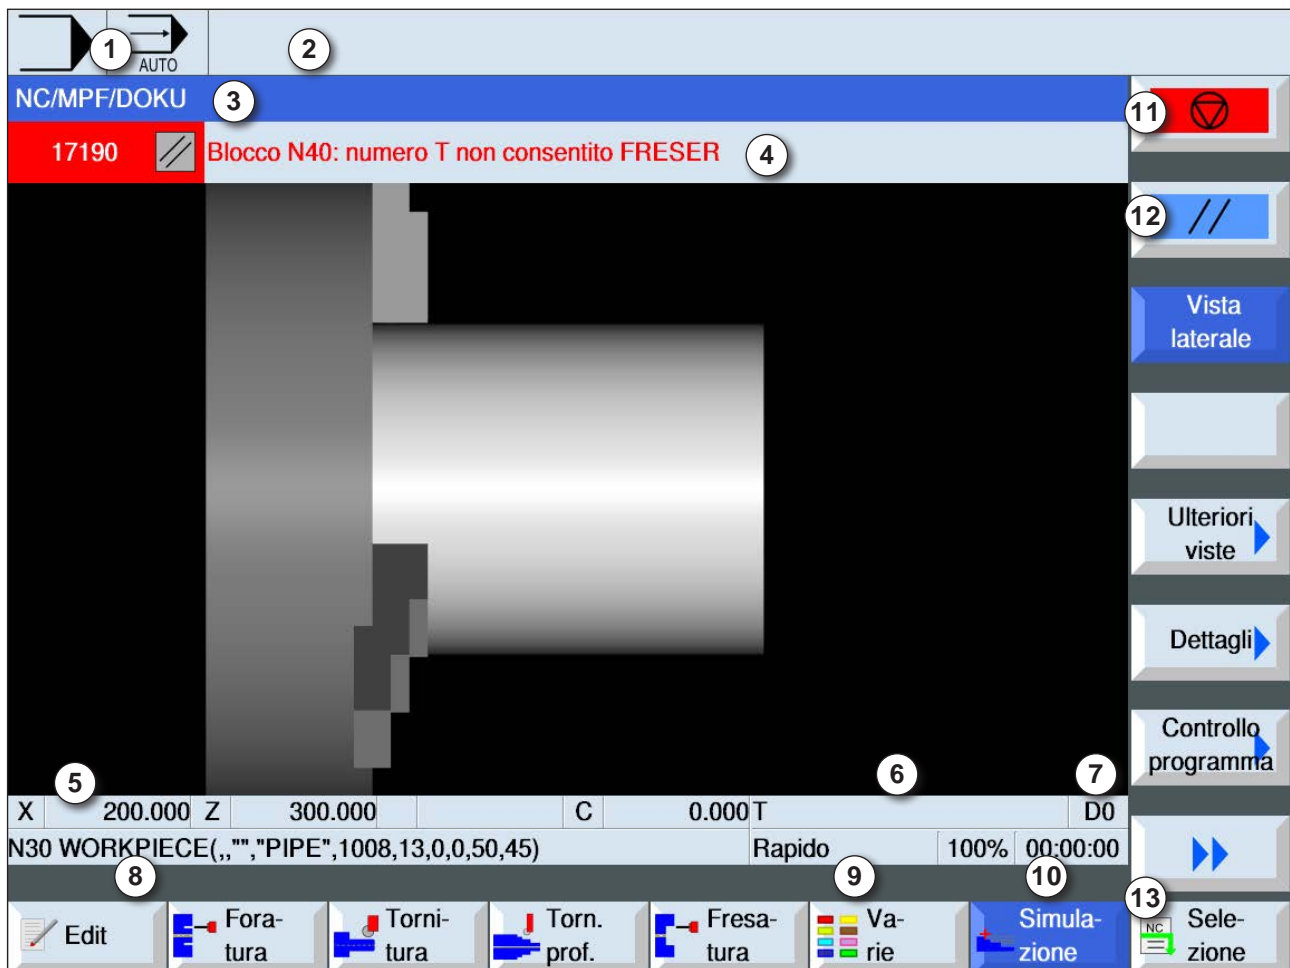 1
AUTO
2
NC/MPF/DOKU
3
11
17190
Blocco N40: numero T non consentito FRESER
4
12
Vista
laterale
Ulteriori
viste
Dettagli
Controllo
programma
5
6
7
X 200.000 Z 300.000 C 0.000 T D0
N30 WORKPIECE(,,"","PIPE",1008,13,0,0,50,45) Rapido 100% 00:00:00
8
9
10
13
Edit
Fora-
tura
Torni-
tura
Torn.
prof.
Fresa-
tura
Va-
rie
Simula-
zione
NC
Sele-
zione